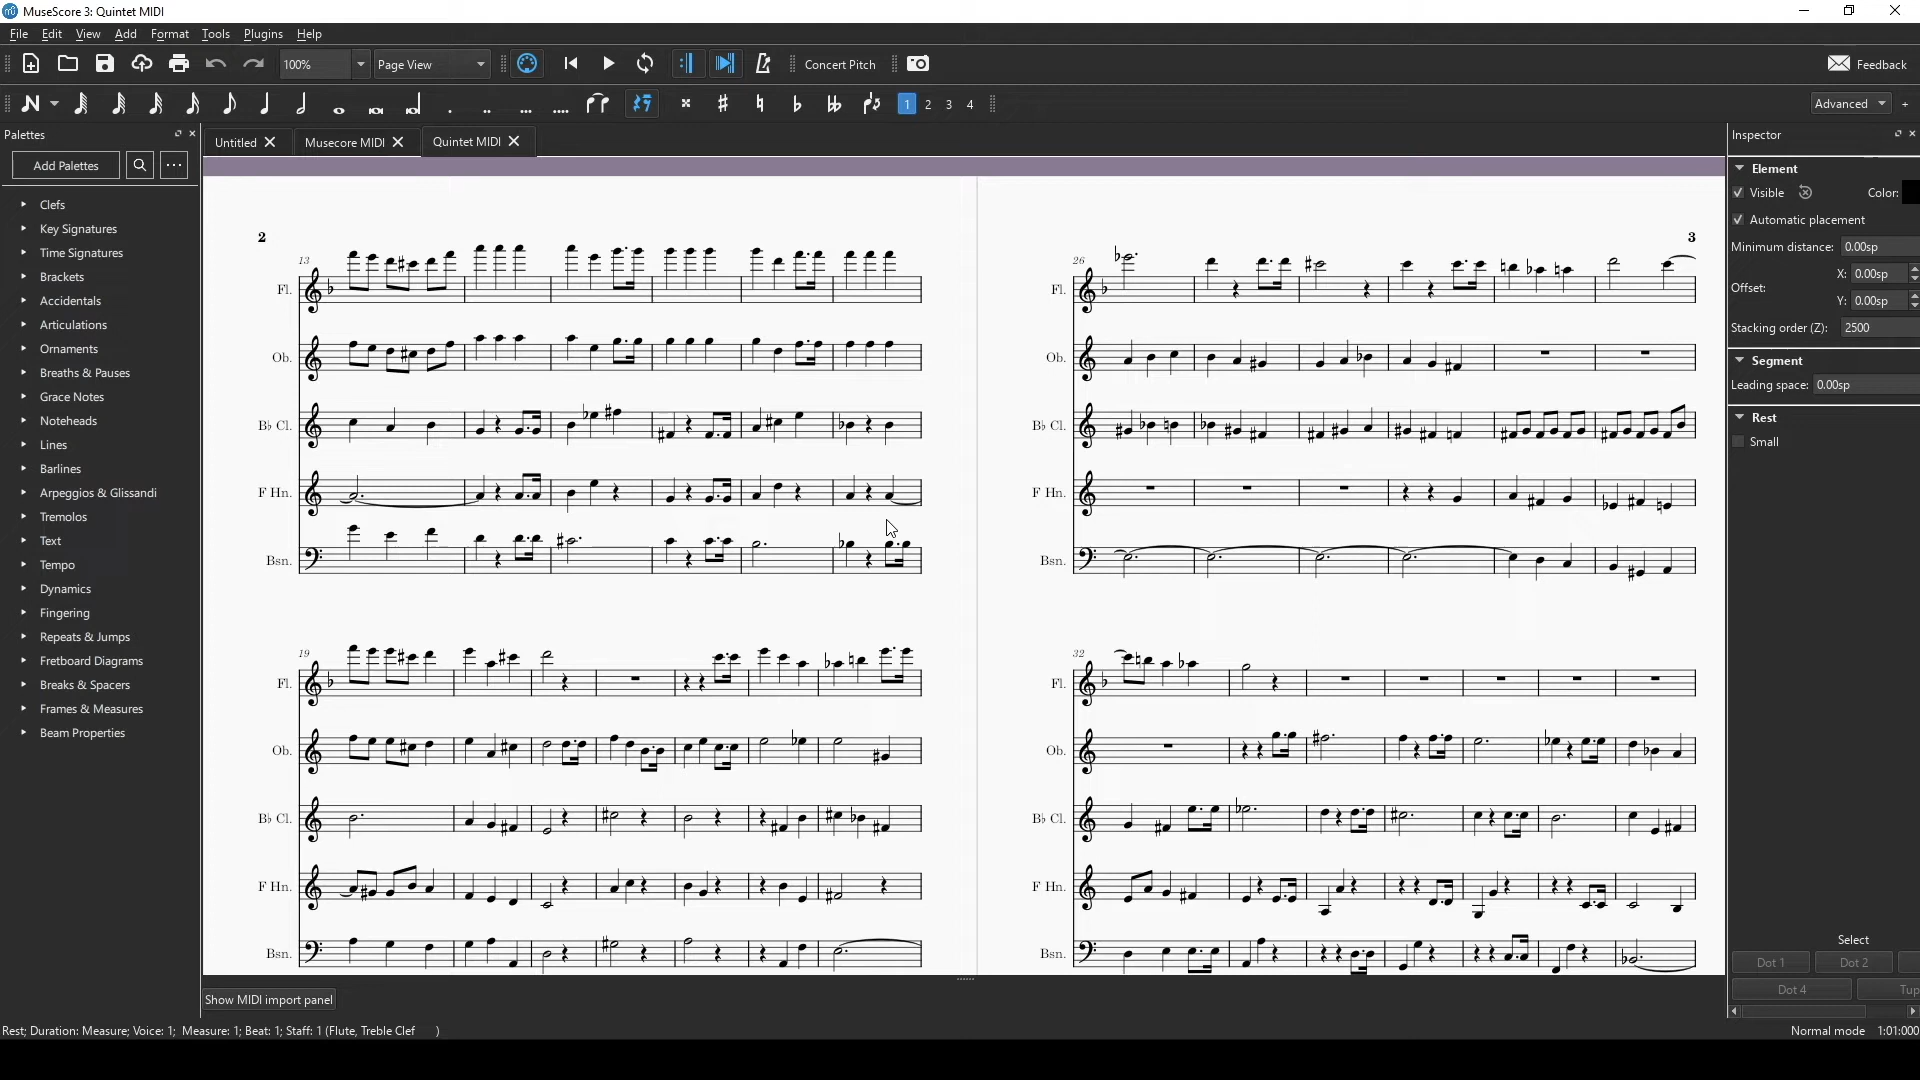 MuseScore 3: Quintet MIDI
File Edit View Add Format Tools Plugins Help
100% Page View Concert Pitch Feedback
1 2 3 4 Advanced +
Palettes
Untitled Musecore MIDI Quintet MIDI
Inspector
Add Palettes
Clefs
Key Signatures
Time Signatures
Brackets
Accidentals
Articulations
Ornaments
Breaths & Pauses
Grace Notes
Noteheads
Lines
Barlines
Arpeggios & Glissandi
Tremolos
Text
Tempo
Dynamics
Fingering
Repeats & Jumps
Fretboard Diagrams
Breaks & Spacers
Frames & Measures
Beam Properties
2
13
Fl.
Ob.
B♭ Cl.
F Hn.
Bsn.
19
Fl.
Ob.
B♭ Cl.
F Hn.
Bsn.
3
26
Fl.
Ob.
B♭ Cl.
F Hn.
Bsn.
32
Fl.
Ob.
B♭ Cl.
F Hn.
Bsn.
Element
Visible Color:
Automatic placement
Minimum distance: 0.00sp
X: 0.00sp
Offset:
Y: 0.00sp
Stacking order (Z): 2500
Segment
Leading space: 0.00sp
Rest
Small
Select
Dot 1 Dot 2
Dot 4 Tup
Show MIDI import panel
Rest; Duration: Measure; Voice: 1; Measure: 1; Beat: 1; Staff: 1 (Flute, Treble Clef )
Normal mode 1:01:000